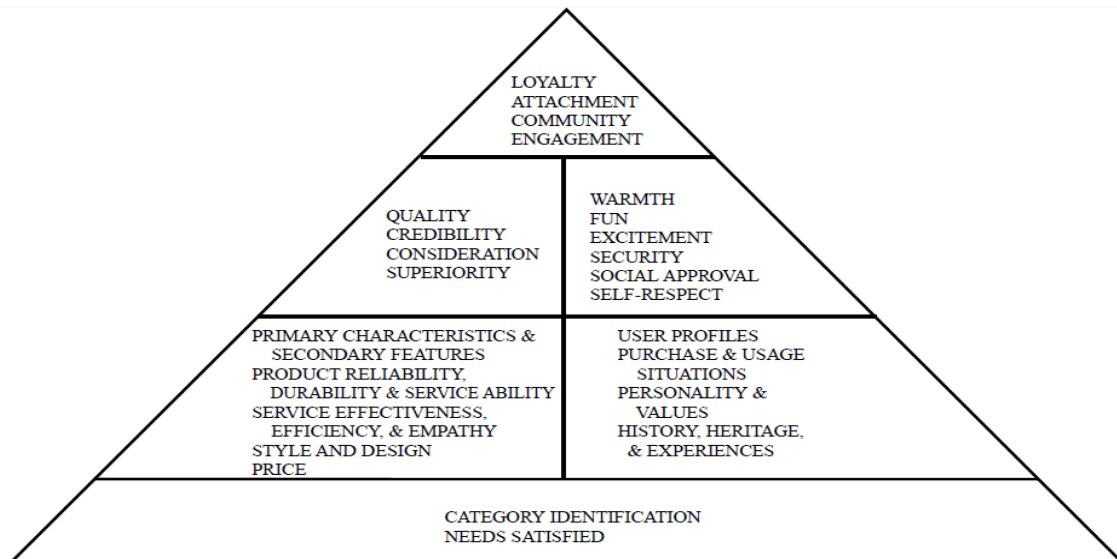 LOYALTY
ATTACHMENT
COMMUNITY
ENGAGEMENT
QUALITY
CREDIBILITY
CONSIDERATION
SUPERIORITY
WARMTH
FUN
EXCITEMENT
SECURITY
SOCIAL APPROVAL
SELF-RESPECT
PRIMARY CHARACTERISTICS &
SECONDARY FEATURES
PRODUCT RELIABILITY,
DURABILITY & SERVICE ABILITY
SERVICE EFFECTIVENESS,
EFFICIENCY, & EMPATHY
STYLE AND DESIGN
PRICE
USER PROFILES
PURCHASE & USAGE
SITUATIONS
PERSONALITY &
VALUES
HISTORY, HERITAGE,
& EXPERIENCES
CATEGORY IDENTIFICATION
NEEDS SATISFIED